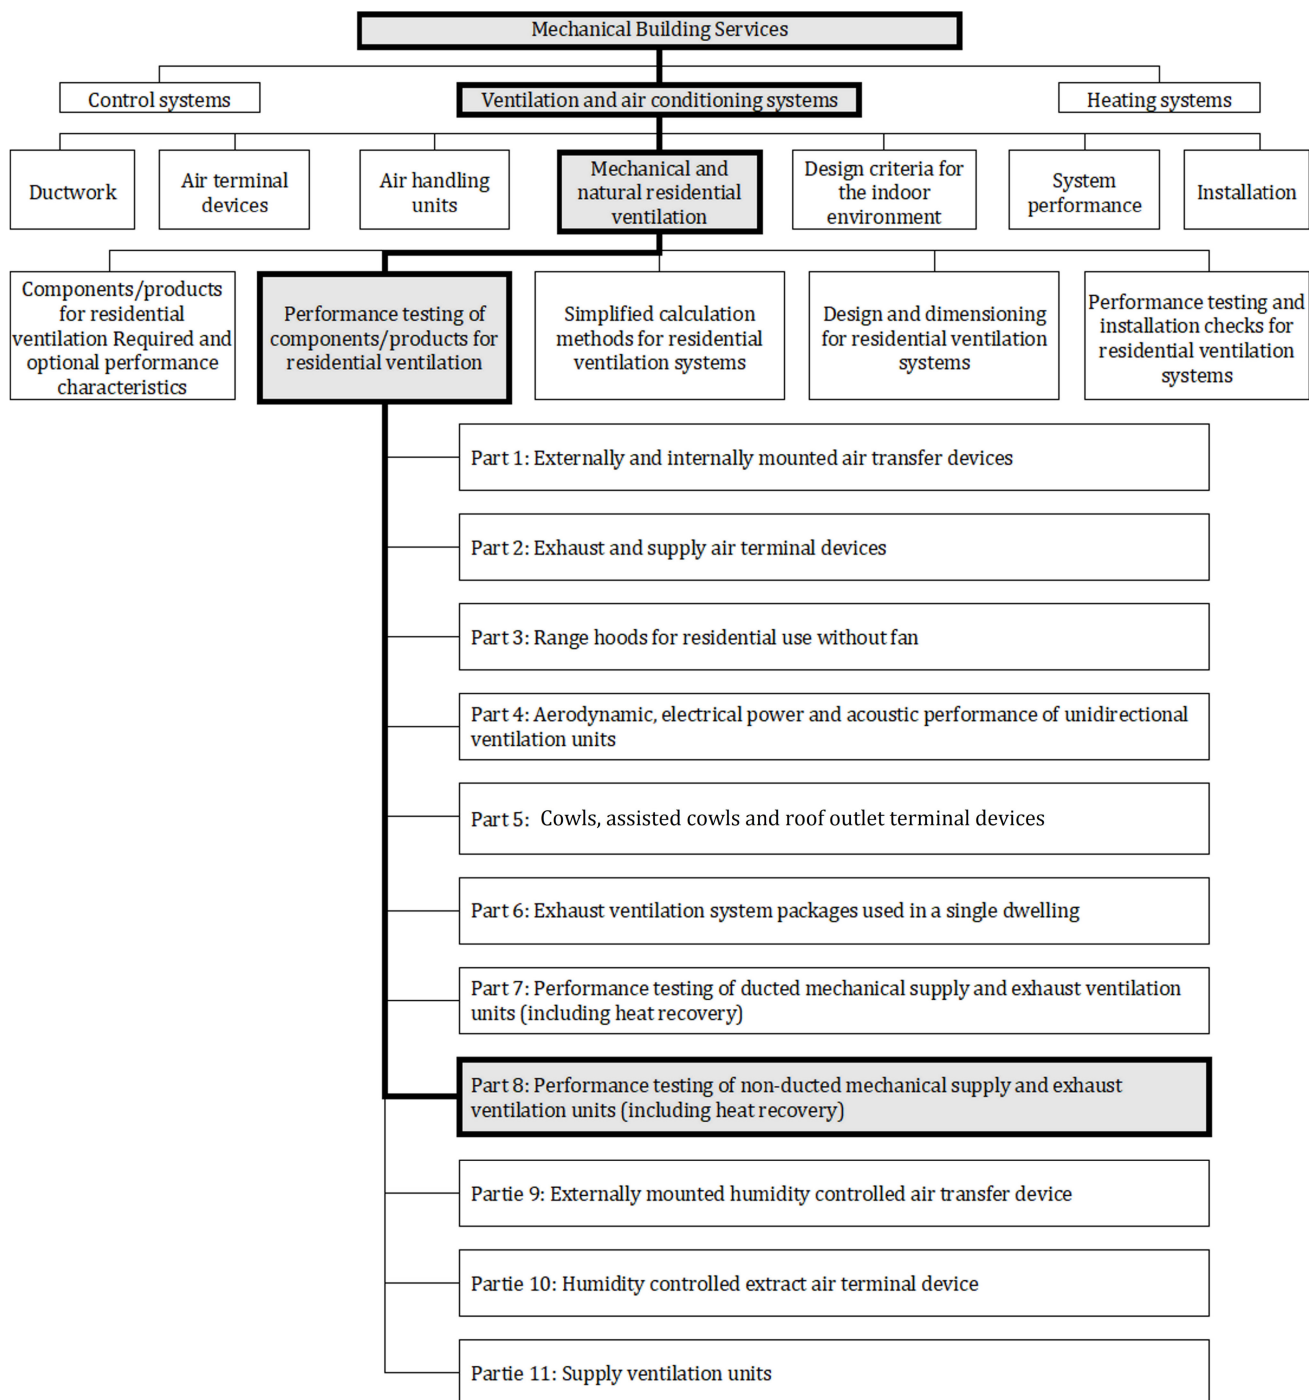 Mechanical Building Services
Control systems
Ventilation and air conditioning systems
Heating systems
Ductwork
Air terminal
devices
Air handling
units
Mechanical and
natural residential
ventilation
Design criteria for
the indoor
environment
System
performance
Installation
Components/products
for residential
ventilation Required and
optional performance
characteristics
Performance testing of
components/products for
residential ventilation
Simplified calculation
methods for residential
ventilation systems
Design and dimensioning
for residential ventilation
systems
Performance testing and
installation checks for
residential ventilation
systems
Part 1: Externally and internally mounted air transfer devices
Part 2: Exhaust and supply air terminal devices
Part 3: Range hoods for residential use without fan
Part 4: Aerodynamic, electrical power and acoustic performance of unidirectional
ventilation units
Part 5: Cowls, assisted cowls and roof outlet terminal devices
Part 6: Exhaust ventilation system packages used in a single dwelling
Part 7: Performance testing of ducted mechanical supply and exhaust ventilation
units (including heat recovery)
Part 8: Performance testing of non-ducted mechanical supply and exhaust
ventilation units (including heat recovery)
Partie 9: Externally mounted humidity controlled air transfer device
Partie 10: Humidity controlled extract air terminal device
Partie 11: Supply ventilation units